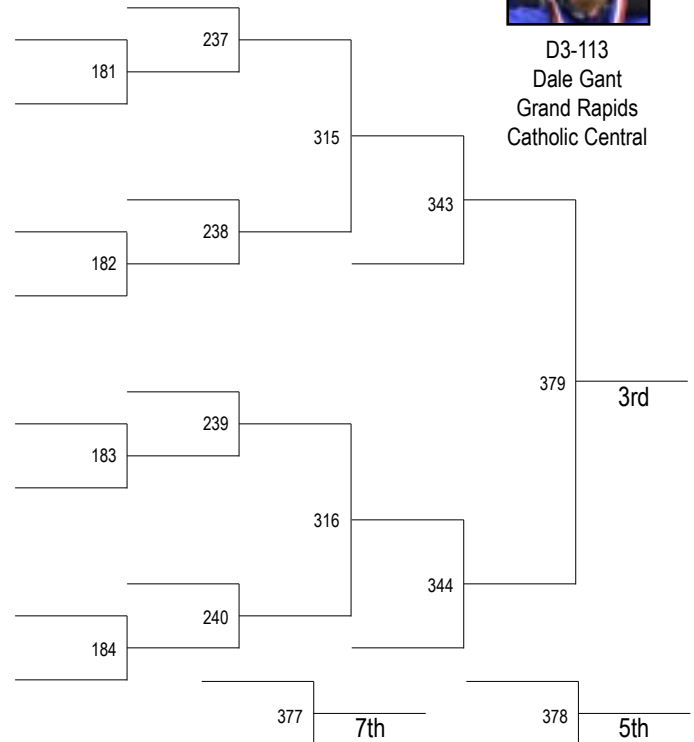 237
181
315
238
182
343
239
183
316
240
184
344
379
3rd
377
7th
378
5th
D3-113
Dale Gant
Grand Rapids
Catholic Central